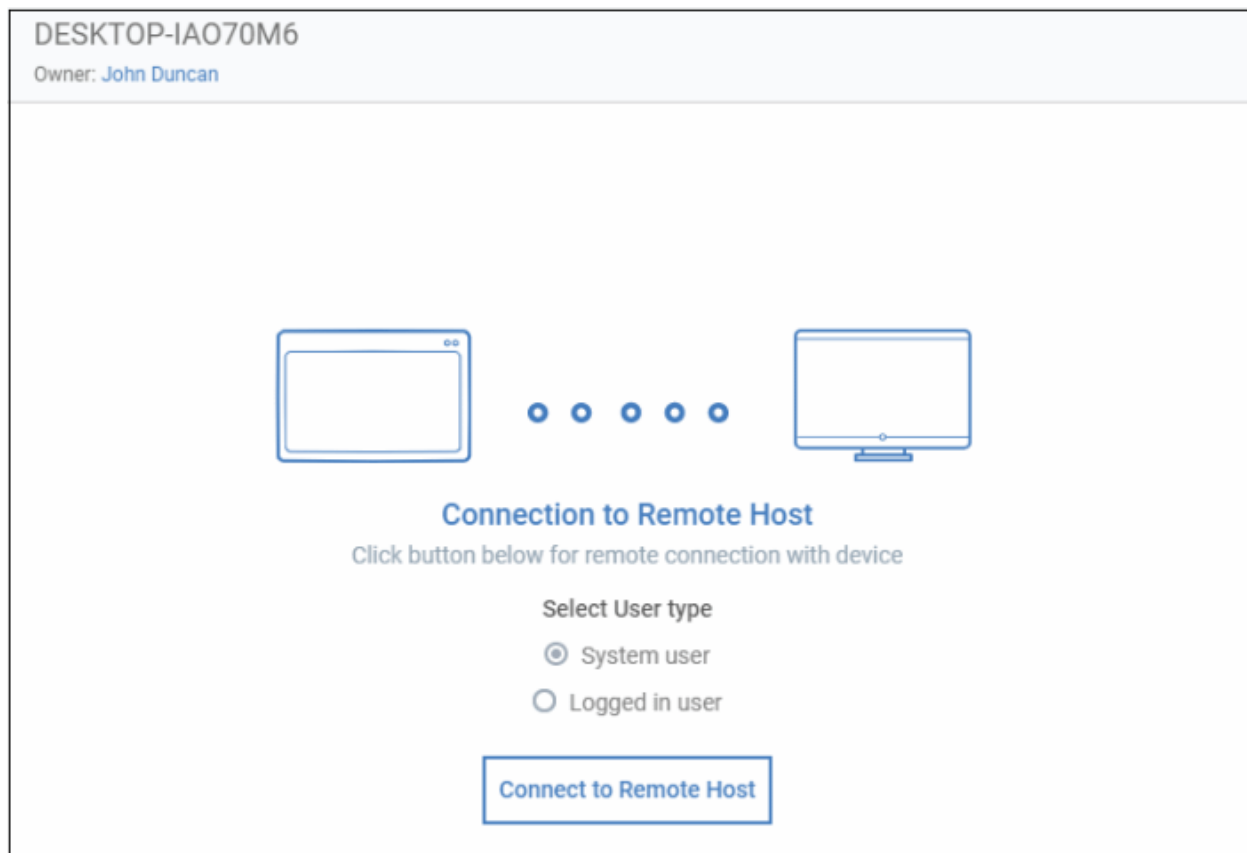 DESKTOP-IAO70M6
Owner: John Duncan
Connection to Remote Host
Click button below for remote connection with device
Select User type
System user
Logged in user
Connect to Remote Host